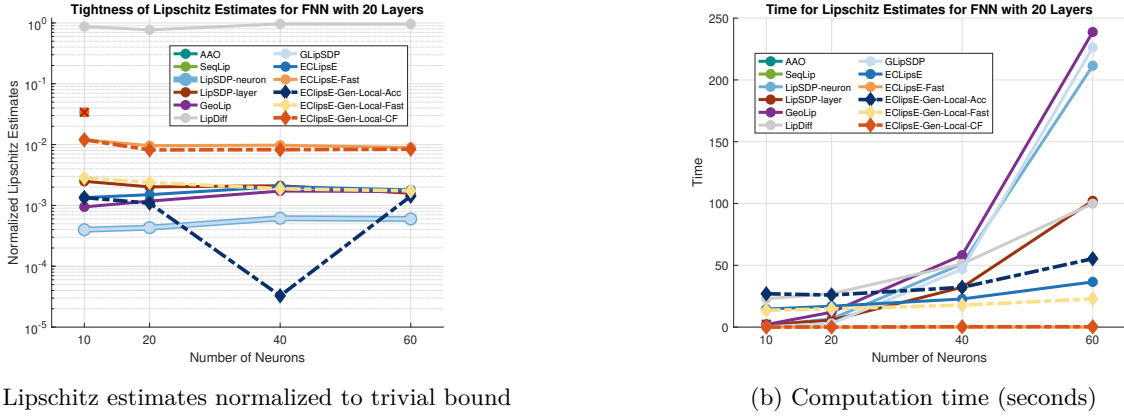 Tightness of Lipschitz Estimates for FNN with 20 Layers
Normalized Lipschitz Estimates
10^0
10^-1
10^-2
10^-3
10^-4
10^-5
AAO
SeqLip
LipSDP-neuron
LipSDP-layer
GeoLip
LipDiff
GLipSDP
ECLipsE
ECLipsE-Fast
EClipsE-Gen-Local-Acc
EClipsE-Gen-Local-Fast
EClipsE-Gen-Local-CF
10 20 40 60
Number of Neurons
Lipschitz estimates normalized to trivial bound
Time for Lipschitz Estimates for FNN with 20 Layers
Time
250
200
150
100
50
0
AAO
SeqLip
LipSDP-neuron
LipSDP-layer
GeoLip
LipDiff
GLipSDP
ECLipsE
ECLipsE-Fast
EClipsE-Gen-Local-Acc
EClipsE-Gen-Local-Fast
EClipsE-Gen-Local-CF
10 20 40 60
Number of Neurons
(b) Computation time (seconds)